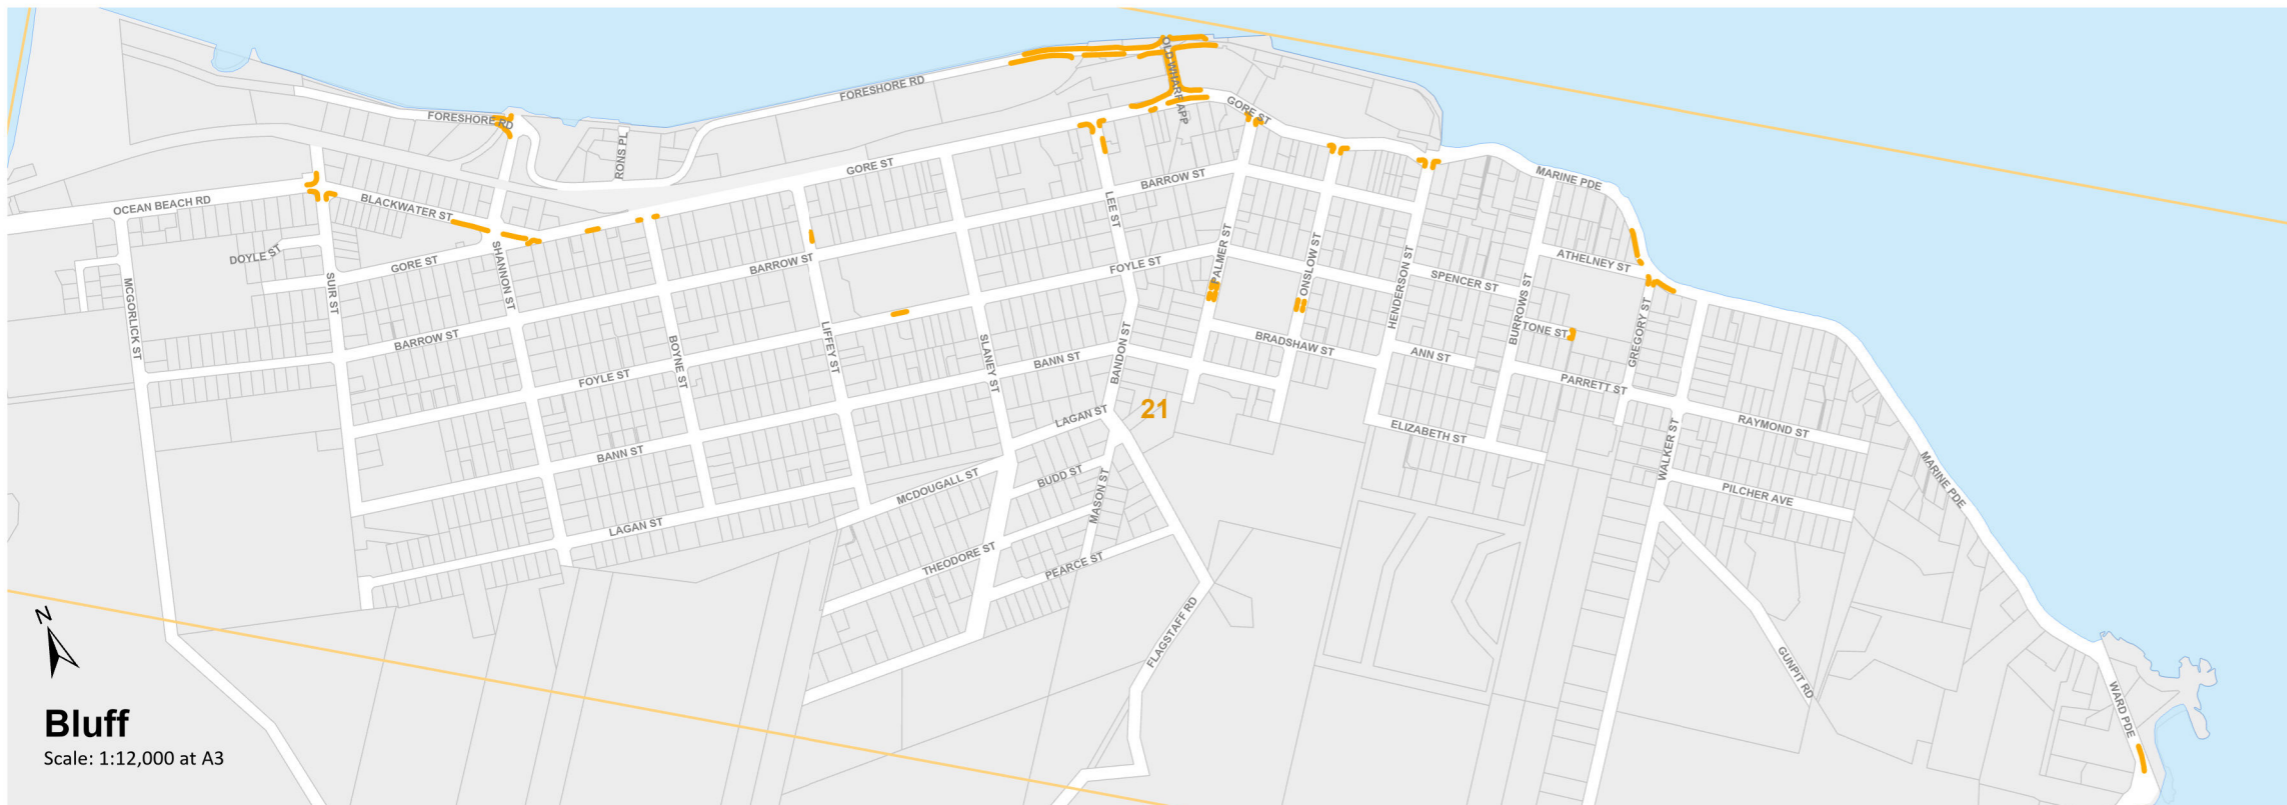 FORESHORE RD
OLD WHARF APP
FORESHORE RD
GORE ST
RONS PL
GORE ST
MARINE PDE
BARROW ST
OCEAN BEACH RD
BLACKWATER ST
LEE ST
DOYLE ST
GORE ST
SHANNON ST
BARROW ST
FOYLE ST
PALMER ST
ONSLOW ST
ATHELNEY ST
SPENCER ST
HENDERSON ST
SUIR ST
MCGORLICK ST
BURROWS ST
TONE ST
GREGORY ST
BARROW ST
LIFFEY ST
BOYNE ST
SLANEY ST
BANN ST
BANDON ST
BRADSHAW ST
ANN ST
FOYLE ST
PARRETT ST
21
LAGAN ST
RAYMOND ST
ELIZABETH ST
BANN ST
WALKER ST
MARINE PDE
MCDOUGALL ST
BUDD ST
MASON ST
PILCHER AVE
LAGAN ST
THEODORE ST
PEARCE ST
FLAGSTAFF RD
GUNPIT RD
WARD PDE
N
Bluff
Scale: 1:12,000 at A3